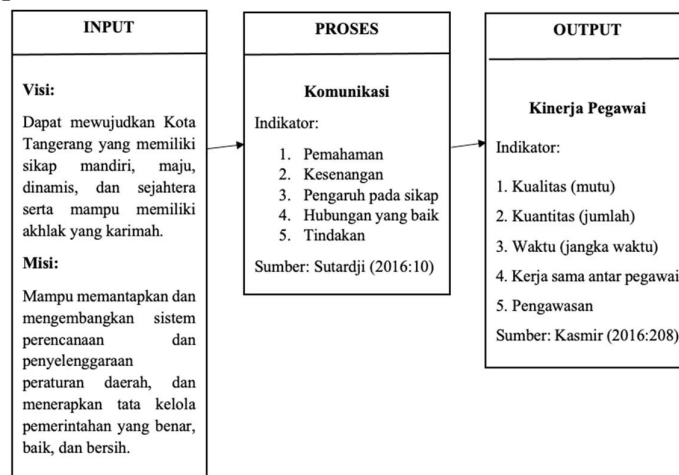 INPUT
Visi:
Dapat mewujudkan Kota
Tangerang yang memiliki
sikap mandiri, maju,
dinamis, dan sejahtera
serta mampu memiliki
akhlak yang karimah.
Misi:
Mampu memantapkan dan
mengembangkan sistem
perencanaan dan
penyelenggaraan
peraturan daerah, dan
menerapkan tata kelola
pemerintahan yang benar,
baik, dan bersih.
PROSES
Komunikasi
Indikator:
1. Pemahaman
2. Kesenangan
3. Pengaruh pada sikap
4. Hubungan yang baik
5. Tindakan
Sumber: Sutardji (2016:10)
OUTPUT
Kinerja Pegawai
Indikator:
1. Kualitas (mutu)
2. Kuantitas (jumlah)
3. Waktu (jangka waktu)
4. Kerja sama antar pegawai
5. Pengawasan
Sumber: Kasmir (2016:208)